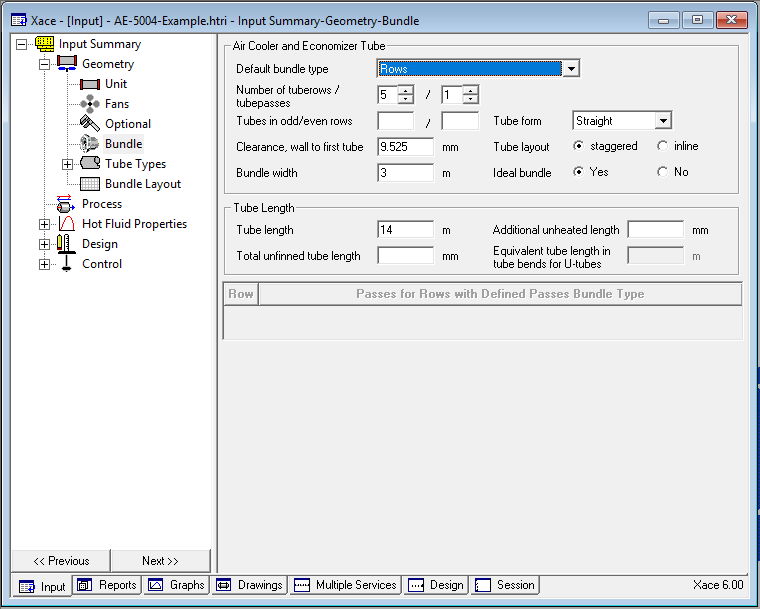 Xace - [Input] - AE-5004-Example.htri - Input Summary-Geometry-Bundle
Input Summary
Geometry
Unit
Fans
Optional
Bundle
Tube Types
Bundle Layout
Process
Hot Fluid Properties
Design
Control
<< Previous
Next >>
Air Cooler and Economizer Tube
Default bundle type
Rows
Number of tuberows /
tubepasses
5 / 1
Tubes in odd/even rows
/
Tube form
Straight
Clearance, wall to first tube
9.525 mm
Tube layout
staggered
inline
Bundle width
3 m
Ideal bundle
Yes
No
Tube Length
Tube length
14 m
Additional unheated length
mm
Total unfinned tube length
mm
Equivalent tube length in
tube bends for U-tubes
m
Row
Passes for Rows with Defined Passes Bundle Type
Input
Reports
Graphs
Drawings
Multiple Services
Design
Session
Xace 6.00